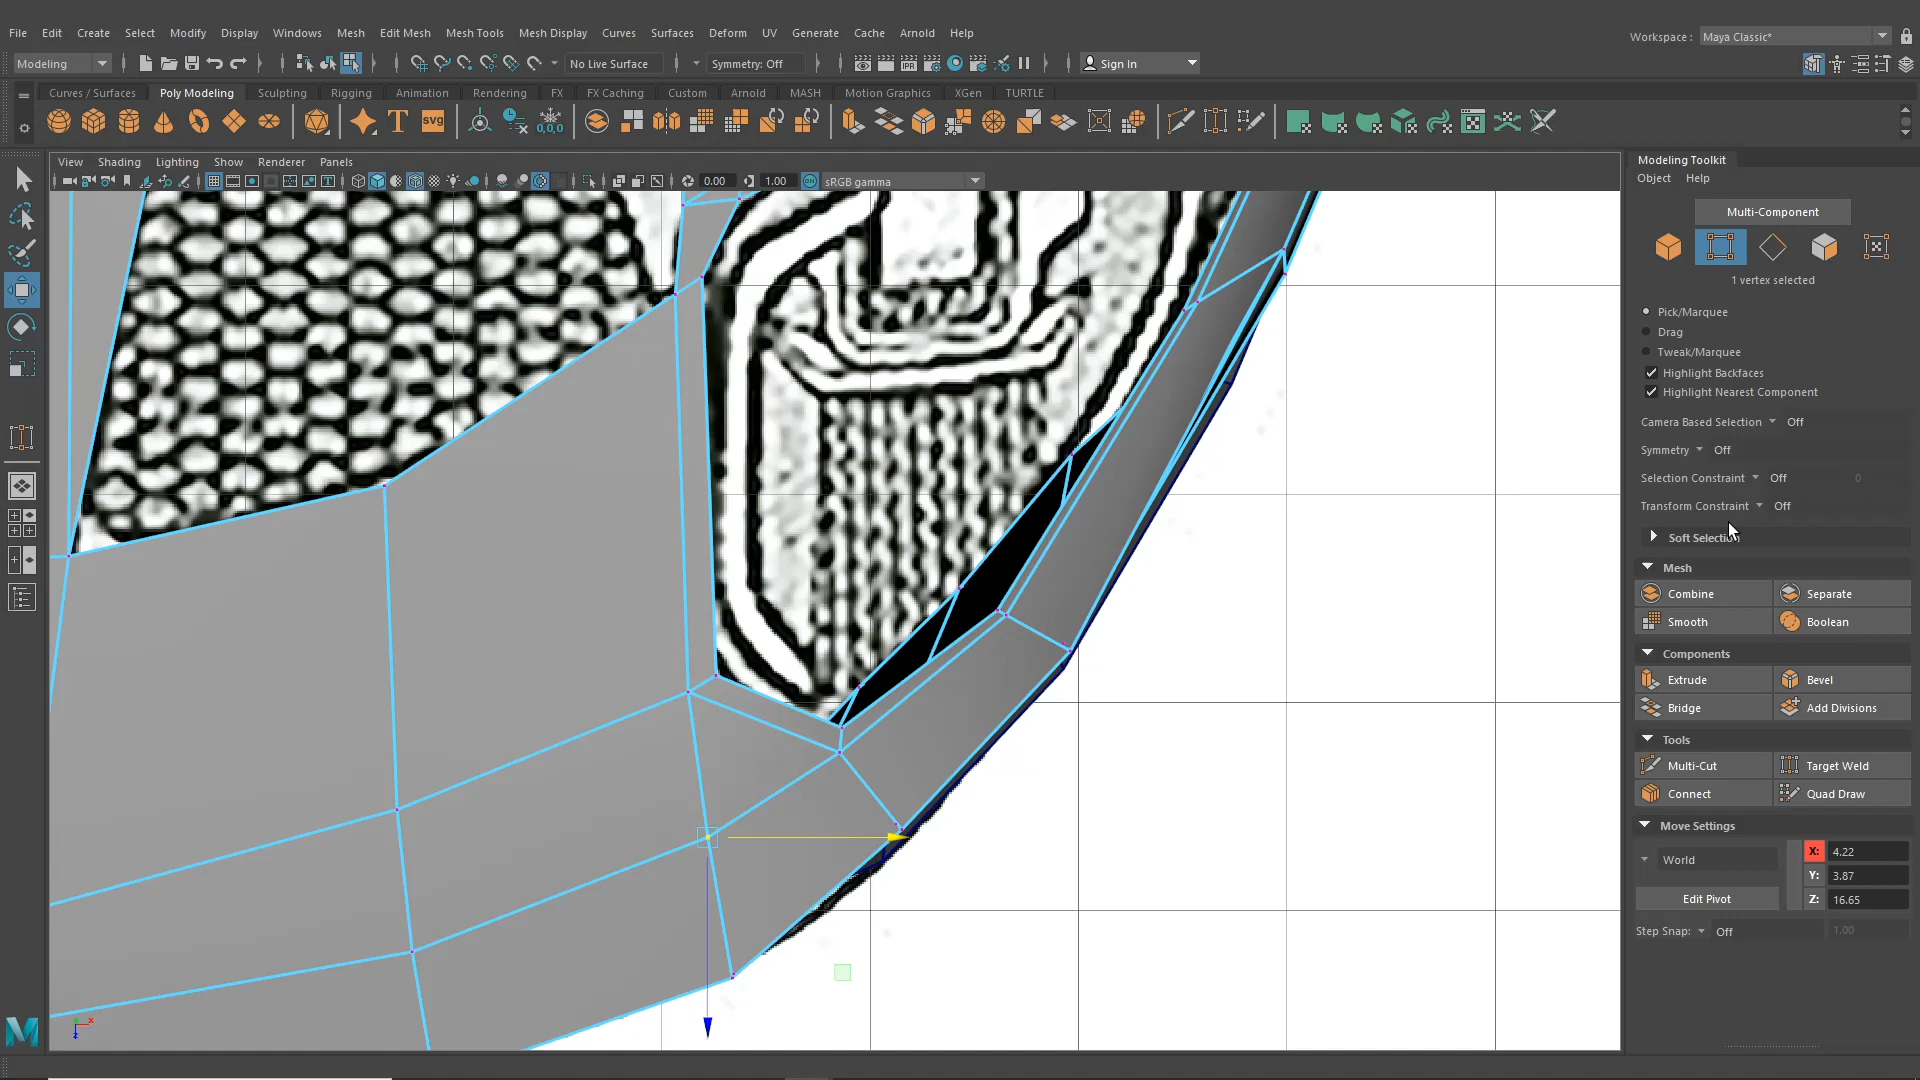 File Edit Create Select Modify Display Windows Mesh Edit Mesh Mesh Tools Mesh Display Curves Surfaces Deform UV Generate Cache Arnold Help
Workspace : Maya Classic*
Modeling No Live Surface Symmetry: Off Sign In
Curves / Surfaces Poly Modeling Sculpting Rigging Animation Rendering FX FX Caching Custom Arnold MASH Motion Graphics XGen TURTLE
T svg 0,0,0
View Shading Lighting Show Renderer Panels
0.00 1.00 sRGB gamma
Modeling Toolkit
Object Help
Multi-Component
1 vertex selected
Pick/Marquee
Drag
Tweak/Marquee
Highlight Backfaces
Highlight Nearest Component
Camera Based Selection Off
Symmetry Off
Selection Constraint Off 0
Transform Constraint Off
Soft Selection
Mesh
Combine Separate
Smooth Boolean
Components
Extrude Bevel
Bridge Add Divisions
Tools
Multi-Cut Target Weld
Connect Quad Draw
Move Settings
World X: 4.22
Y: 3.87
Edit Pivot Z: 16.65
Step Snap: Off 1.00